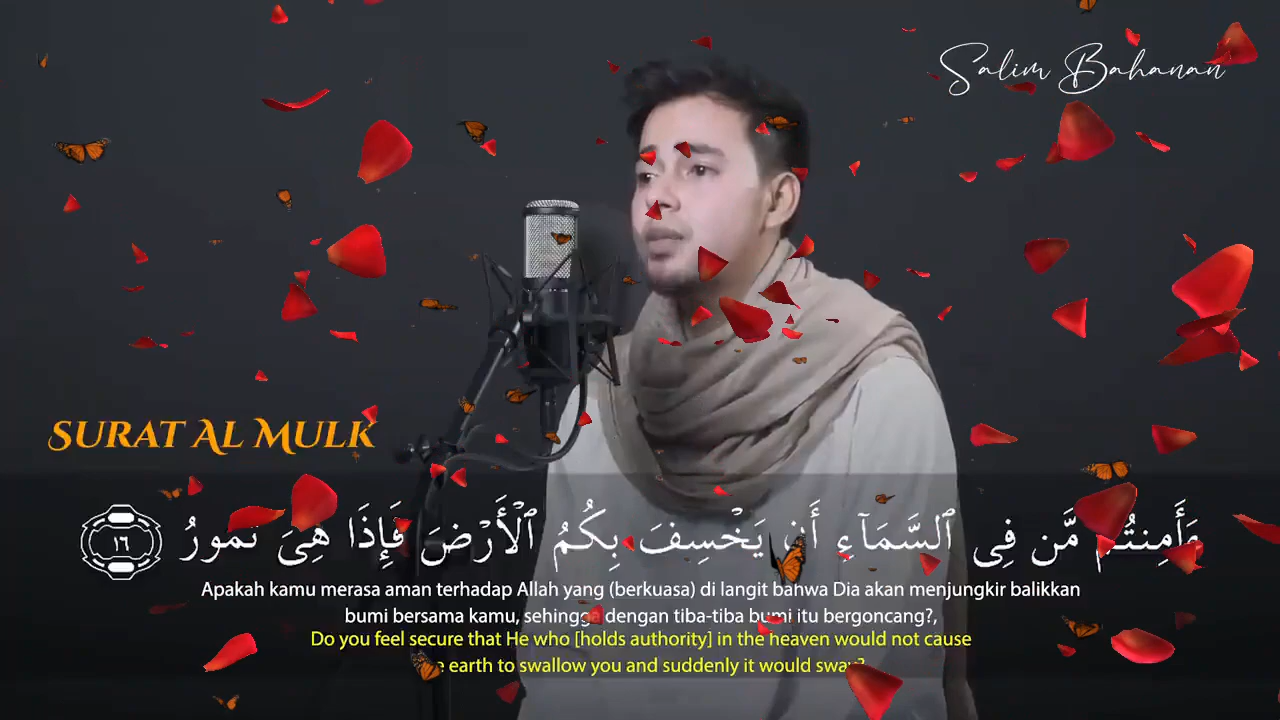 Salim Bahanan
SURAT AL MULK
ءَأَمِنتُم مَّن فِى ٱلسَّمَآءِ أَن يَخْسِفَ بِكُمُ ٱلْأَرْضَ فَإِذَا هِىَ تَمُورُ ١٦
Apakah kamu merasa aman terhadap Allah yang (berkuasa) di langit bahwa Dia akan menjungkir balikkan
bumi bersama kamu, sehingga dengan tiba-tiba bumi itu bergoncang?,
Do you feel secure that He who [holds authority] in the heaven would not cause
earth to swallow you and suddenly it would sway?